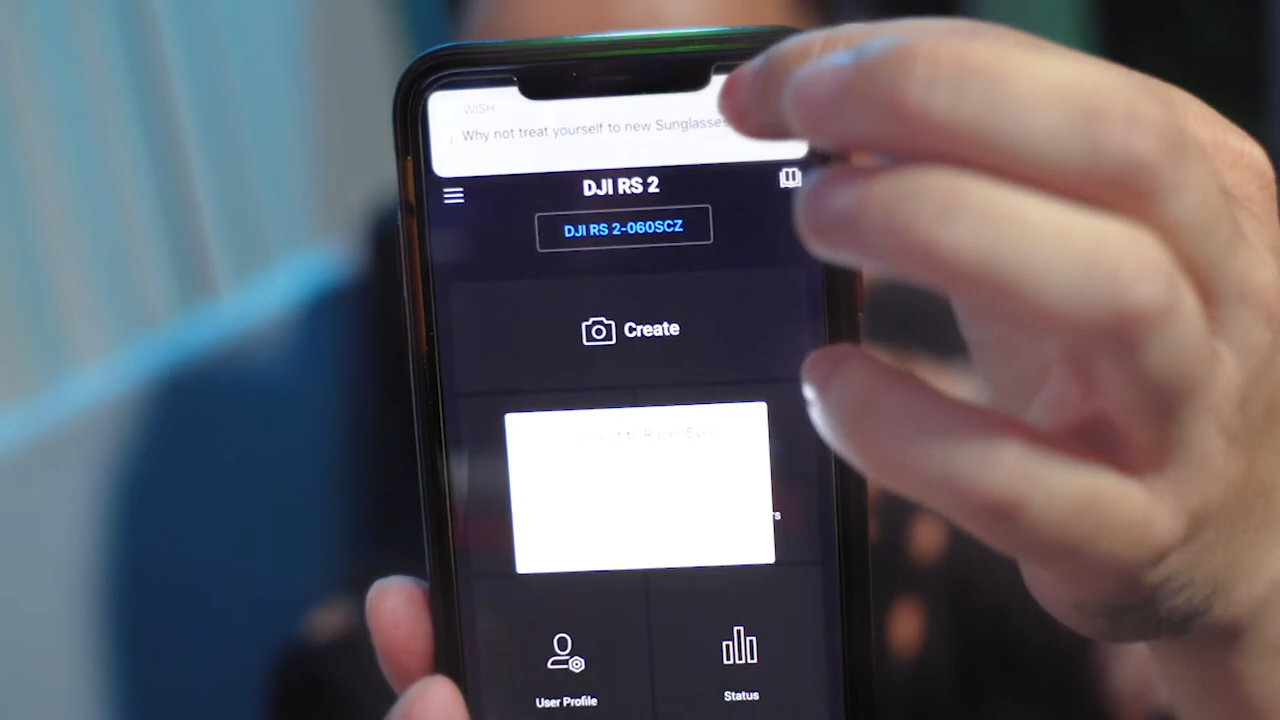 WISH
Why not treat yourself to new Sunglasses
DJI RS 2
DJI RS 2-060SCZ
Create
rs
User Profile
Status